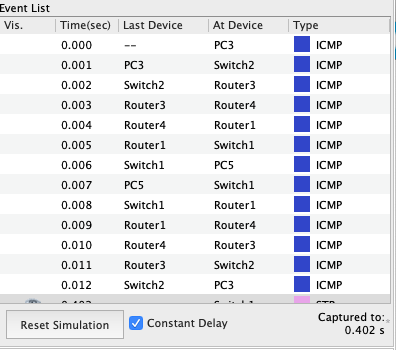 Event List
Vis. Time(sec) Last Device At Device Type
0.000 -- PC3 ICMP
0.001 PC3 Switch2 ICMP
0.002 Switch2 Router3 ICMP
0.003 Router3 Router4 ICMP
0.004 Router4 Router1 ICMP
0.005 Router1 Switch1 ICMP
0.006 Switch1 PC5 ICMP
0.007 PC5 Switch1 ICMP
0.008 Switch1 Router1 ICMP
0.009 Router1 Router4 ICMP
0.010 Router4 Router3 ICMP
0.011 Router3 Switch2 ICMP
0.012 Switch2 PC3 ICMP
Reset Simulation Constant Delay Captured to:
0.402 s